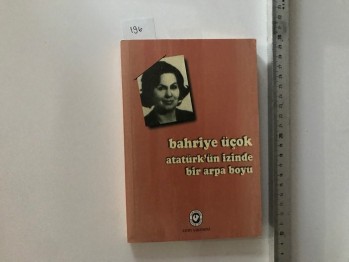 196
bahriye üçok
atatürk'ün izinde
bir arpa boyu